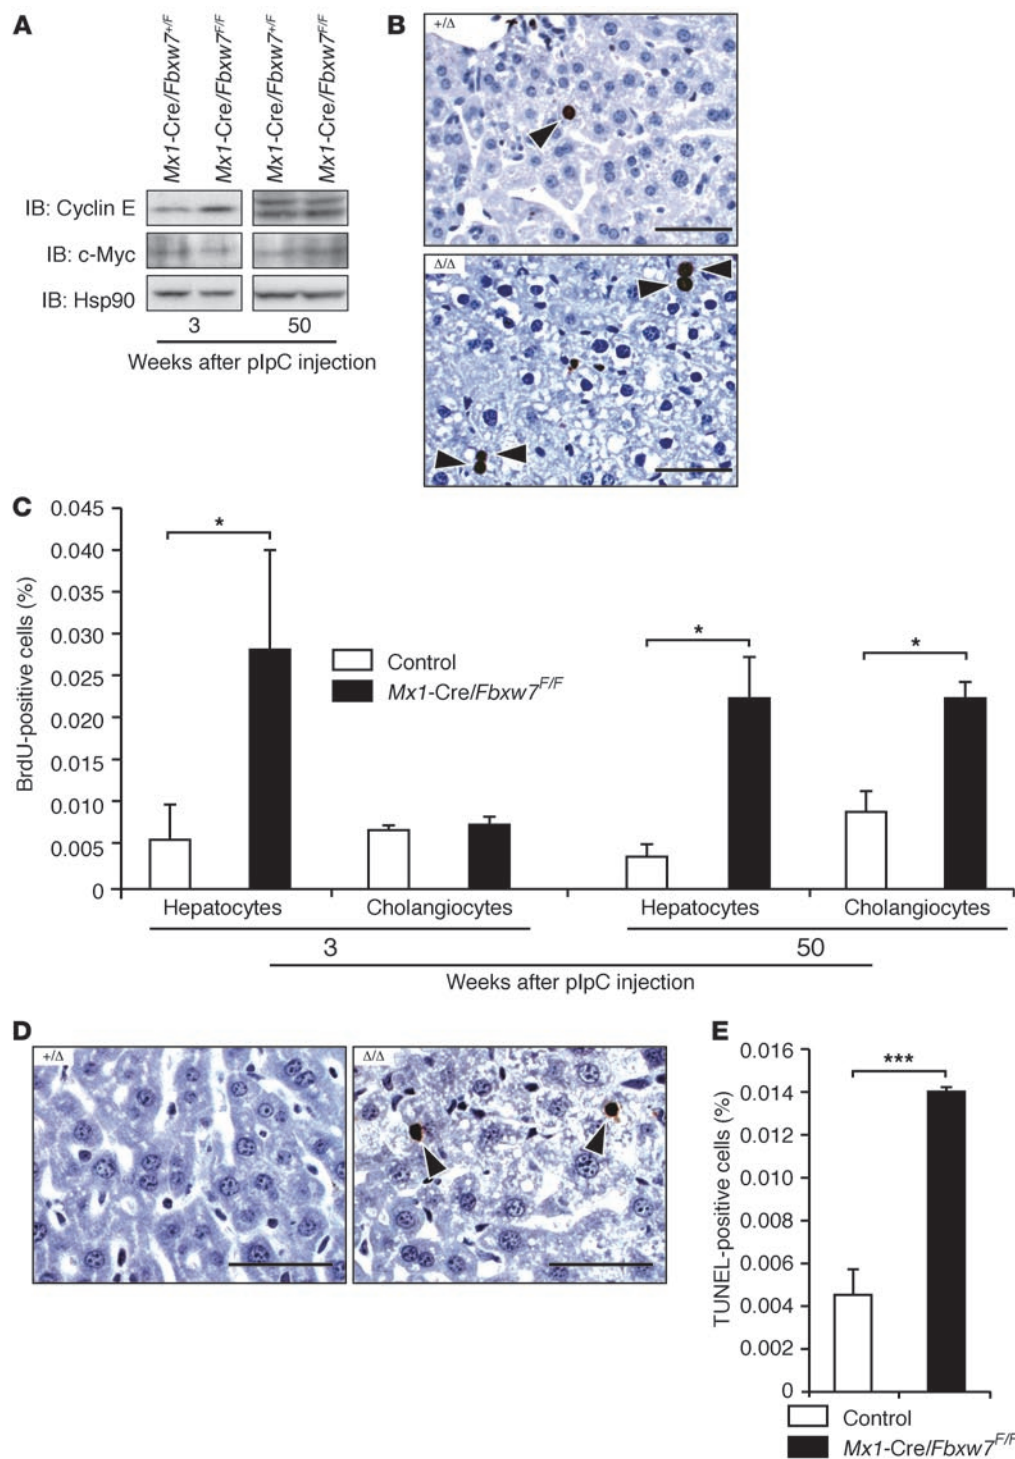 A
Mx1-Cre/Fbxw7+/F
Mx1-Cre/Fbxw7F/F
Mx1-Cre/Fbxw7+/F
Mx1-Cre/Fbxw7F/F
IB: Cyclin E
IB: c-Myc
IB: Hsp90
3 50
Weeks after pIpC injection
B
+/Δ
Δ/Δ
C
BrdU-positive cells (%)
0.045
0.040
0.035
0.030
0.025
0.020
0.015
0.010
0.005
0
*
*
*
Control
Mx1-Cre/Fbxw7F/F
Hepatocytes Cholangiocytes Hepatocytes Cholangiocytes
3 50
Weeks after pIpC injection
D
+/Δ
Δ/Δ
E
TUNEL-positive cells (%)
0.016
0.014
0.012
0.010
0.008
0.006
0.004
0.002
0
***
Control
Mx1-Cre/Fbxw7F/F